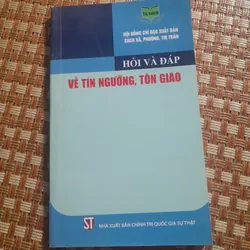 HỘI ĐỒNG CHỈ ĐẠO XUẤT BẢN
SÁCH XÃ, PHƯỜNG, THỊ TRẤN
HỎI VÀ ĐÁP
VỀ TÍN NGƯỠNG, TÔN GIÁO
ST
NHÀ XUẤT BẢN CHÍNH TRỊ QUỐC GIA SỰ THẬT